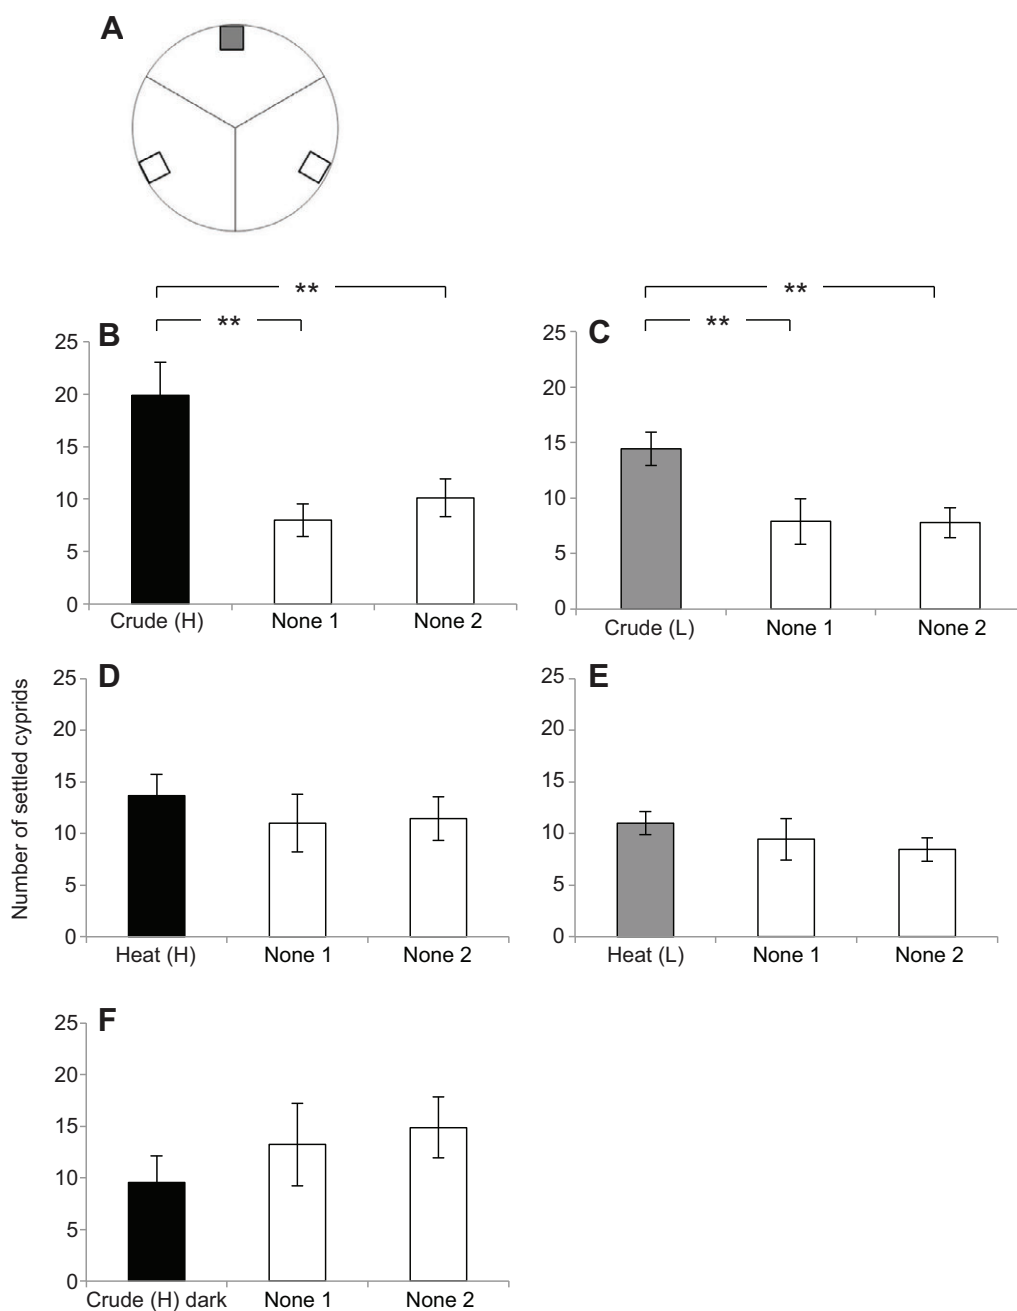 A
** **
** **
B C
25 25
20 20
15 15
10 10
5 5
0 0
Crude (H) None 1 None 2 Crude (L) None 1 None 2
D E
25 25
20 20
15 15
10 10
5 5
0 0
Heat (H) None 1 None 2 Heat (L) None 1 None 2
Number of settled cyprids
F
25
20
15
10
5
0
Crude (H) dark None 1 None 2